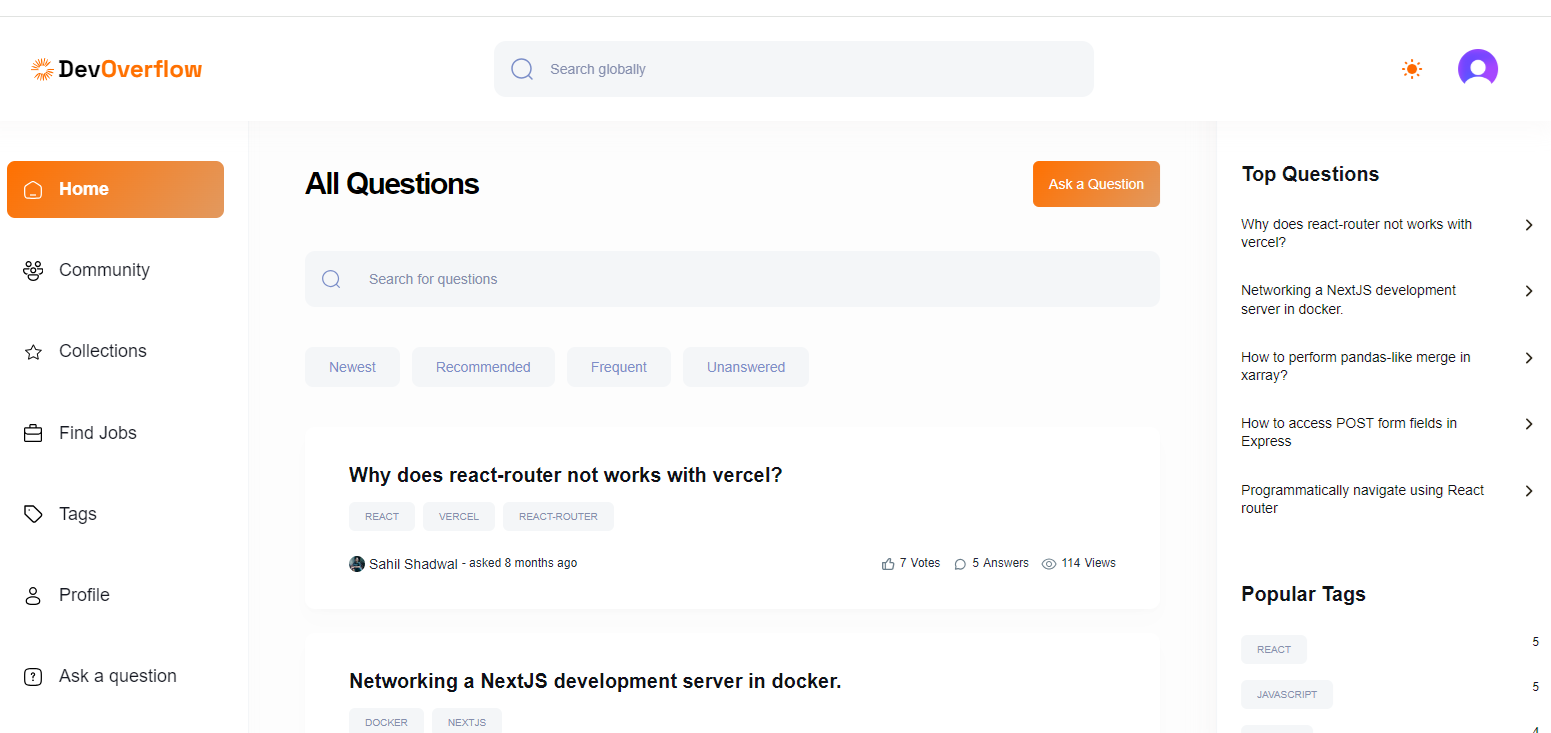 DevOverflow
Search globally
Home
Community
Collections
Find Jobs
Tags
Profile
Ask a question
All Questions
Ask a Question
Search for questions
Newest
Recommended
Frequent
Unanswered
Why does react-router not works with vercel?
REACT
VERCEL
REACT-ROUTER
Sahil Shadwal - asked 8 months ago
7 Votes
5 Answers
114 Views
Networking a NextJS development server in docker.
DOCKER
NEXTJS
Top Questions
Why does react-router not works with
vercel?
Networking a NextJS development
server in docker.
How to perform pandas-like merge in
xarray?
How to access POST form fields in
Express
Programmatically navigate using React
router
Popular Tags
REACT
5
JAVASCRIPT
5
4